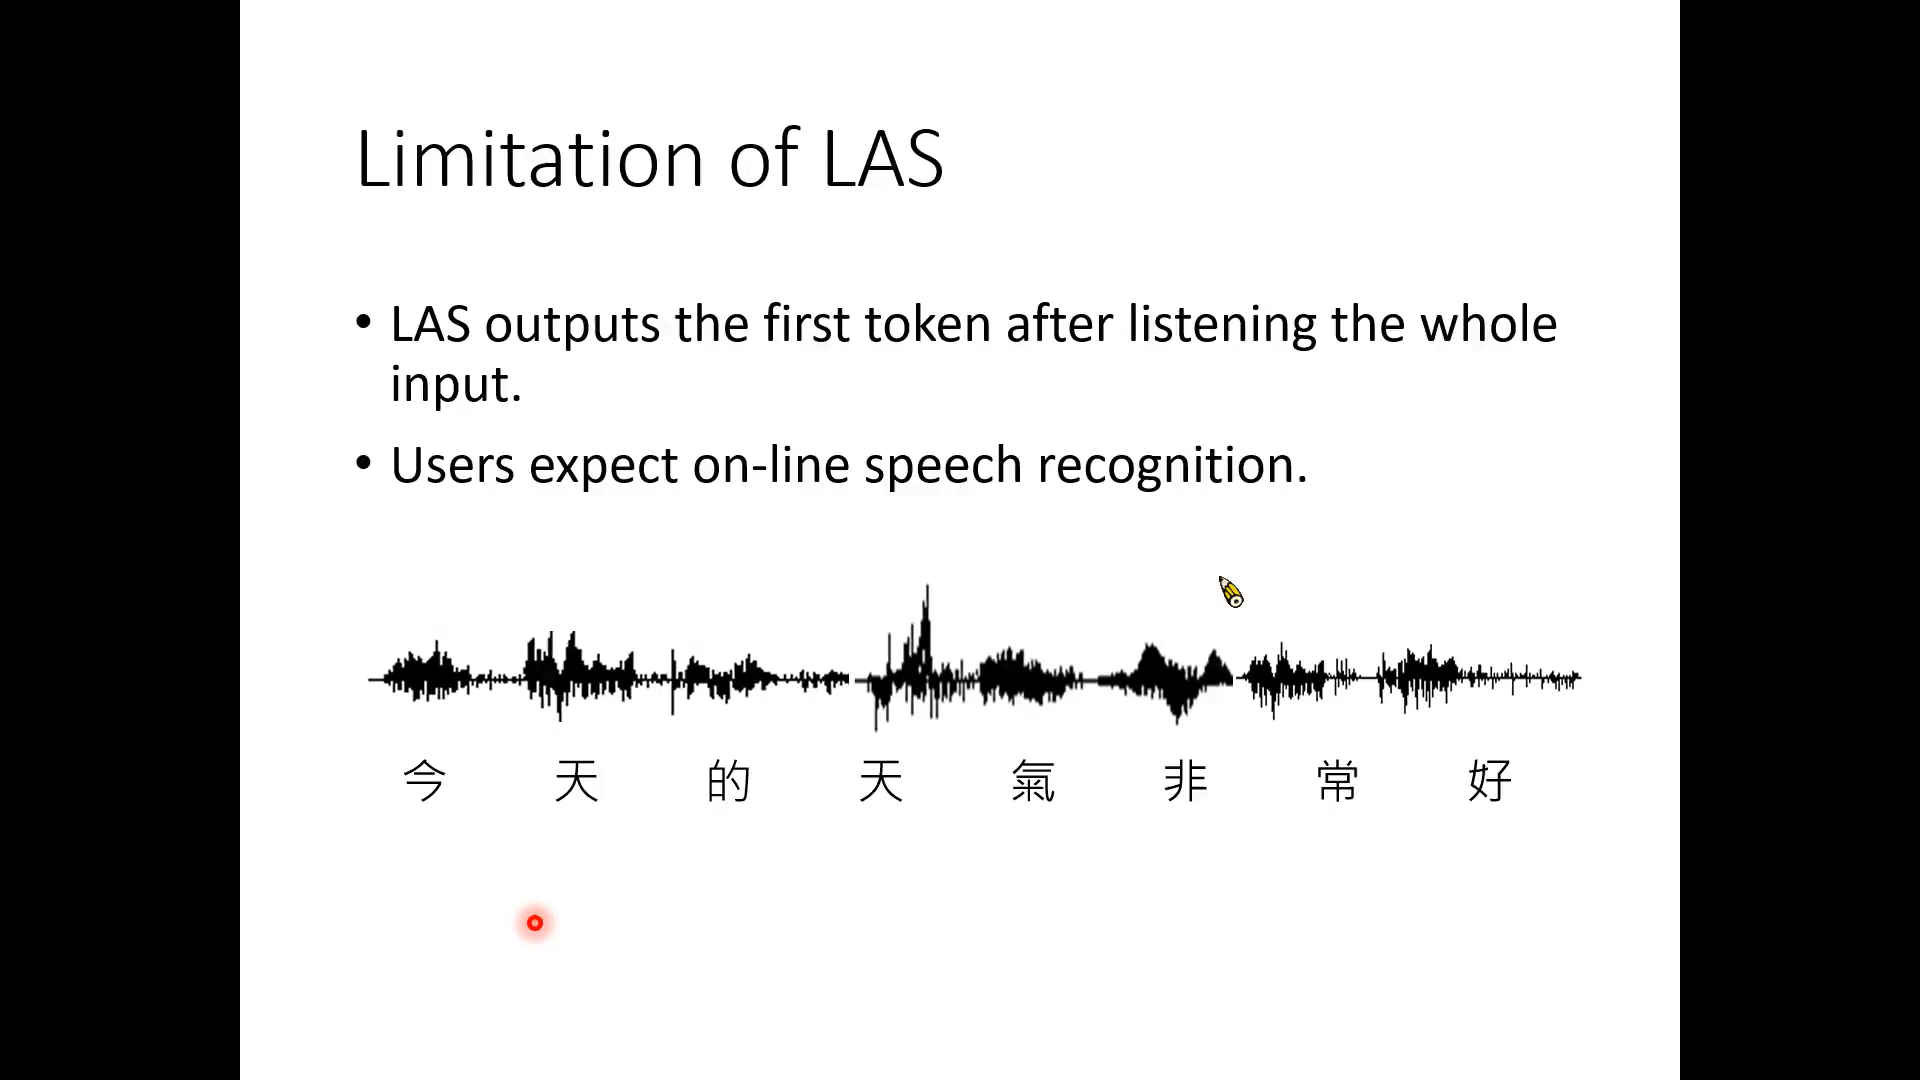 Limitation of LAS
• LAS outputs the first token after listening the whole
input.
• Users expect on-line speech recognition.
今 天 的 天 氣 非 常 好